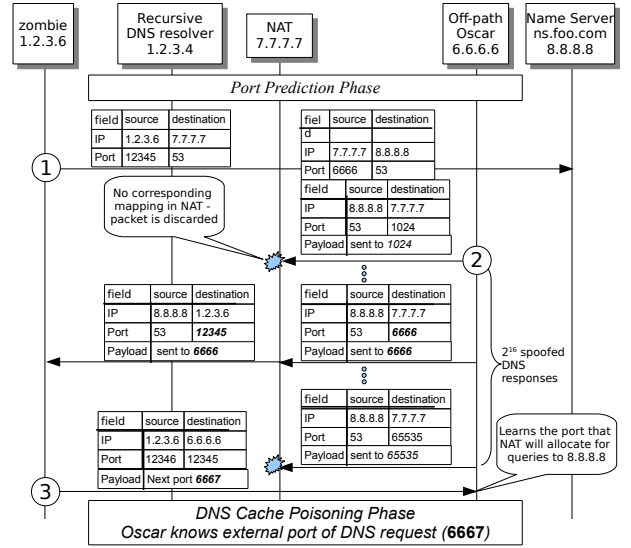 zombie
1.2.3.6
Recursive
DNS resolver
1.2.3.4
NAT
7.7.7.7
Off-path
Oscar
6.6.6.6
Name Server
ns.foo.com
8.8.8.8
Port Prediction Phase
field source destination
IP 1.2.3.6 7.7.7.7
Port 12345 53
fiel
d source destination
IP 7.7.7.7 8.8.8.8
Port 6666 53
1
field source destination
IP 8.8.8.8 7.7.7.7
Port 53 1024
Payload sent to 1024
No corresponding
mapping in NAT -
packet is discarded
2
field source destination
IP 8.8.8.8 1.2.3.6
Port 53 12345
Payload sent to 6666
field source destination
IP 8.8.8.8 7.7.7.7
Port 53 6666
Payload sent to 6666
2¹⁶ spoofed
DNS
responses
field source destination
IP 1.2.3.6 6.6.6.6
Port 12346 12345
Payload Next port 6667
field source destination
IP 8.8.8.8 7.7.7.7
Port 53 65535
Payload sent to 65535
Learns the port that
NAT will allocate for
queries to 8.8.8.8
3
DNS Cache Poisoning Phase
Oscar knows external port of DNS request (6667)